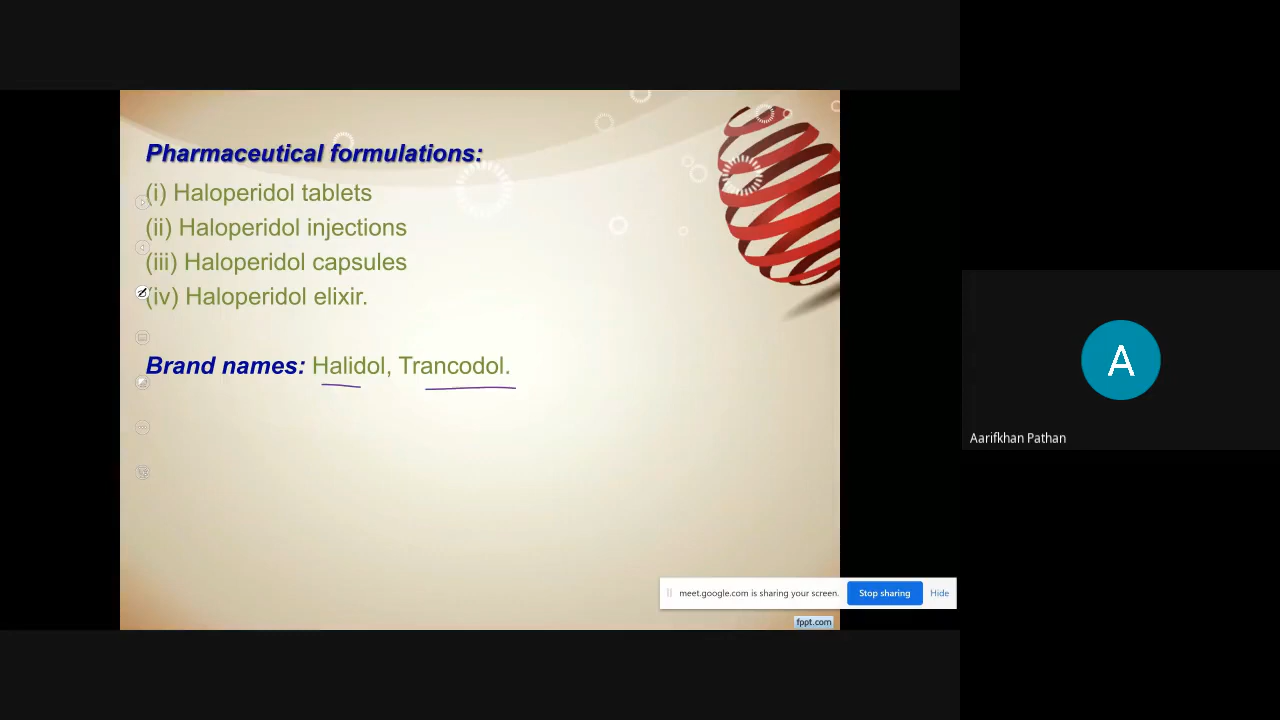 Pharmaceutical formulations:
(i) Haloperidol tablets
(ii) Haloperidol injections
(iii) Haloperidol capsules
(iv) Haloperidol elixir.
Brand names: Halidol, Trancodol.
meet.google.com is sharing your screen.
Stop sharing
Hide
fppt.com
A
Aarifkhan Pathan